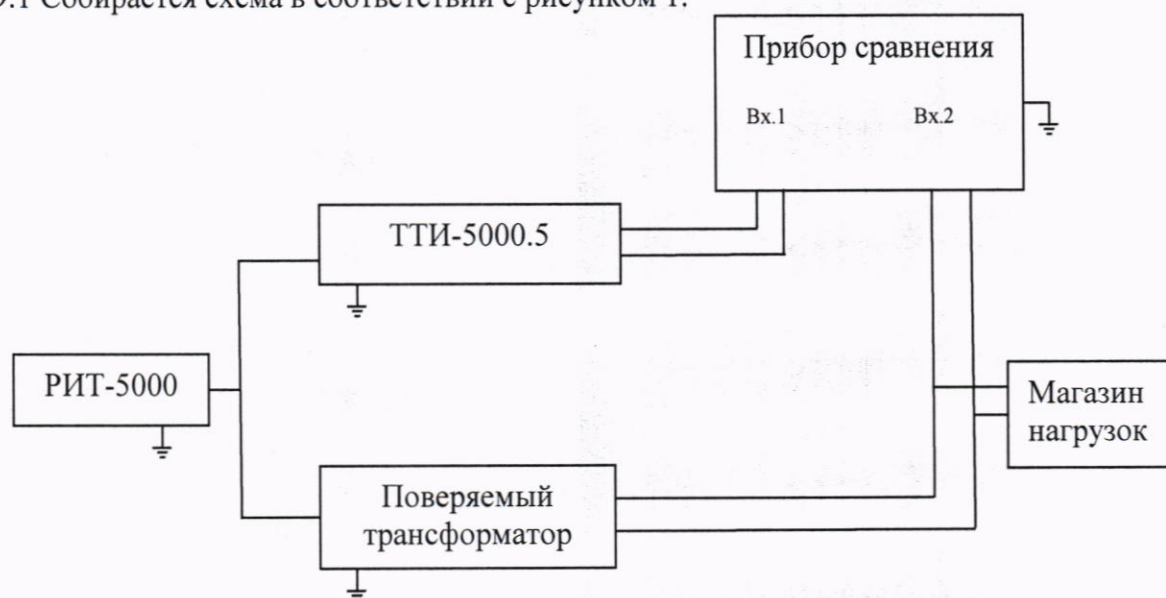 .1 Собирается схема в соответствии с рисунком 1.
Прибор сравнения
Вх.1 Вх.2
ТТИ-5000.5
РИТ-5000
Магазин
нагрузок
Поверяемый
трансформатор